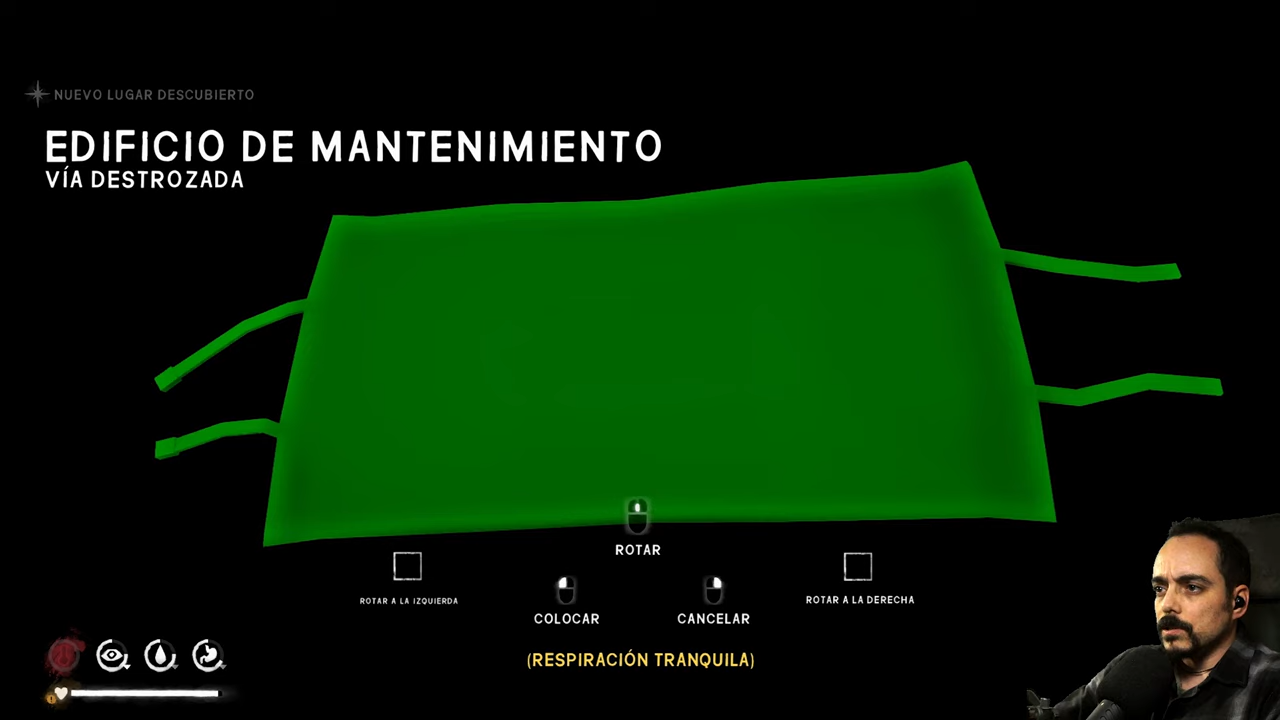 NUEVO LUGAR DESCUBIERTO
EDIFICIO DE MANTENIMIENTO
VÍA DESTROZADA
ROTAR
ROTAR A LA IZQUIERDA
COLOCAR
CANCELAR
ROTAR A LA DERECHA
(RESPIRACIÓN TRANQUILA)